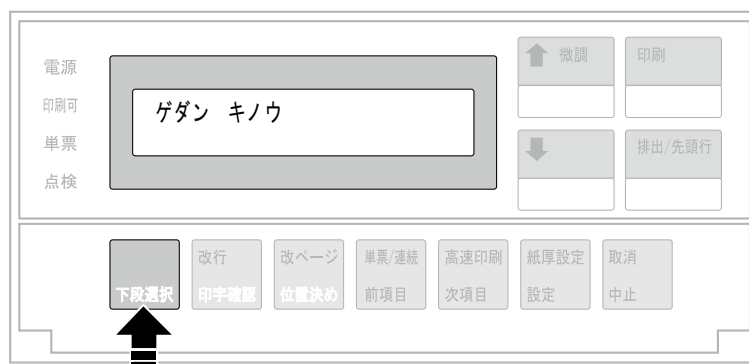 電源
印刷可
単票
点検
ゲダン キノウ
微調
印刷
排出/先頭行
下段選択
改行
印字確認
改ページ
位置決め
単票/連続
前項目
高速印刷
次項目
紙厚設定
設定
取消
中止